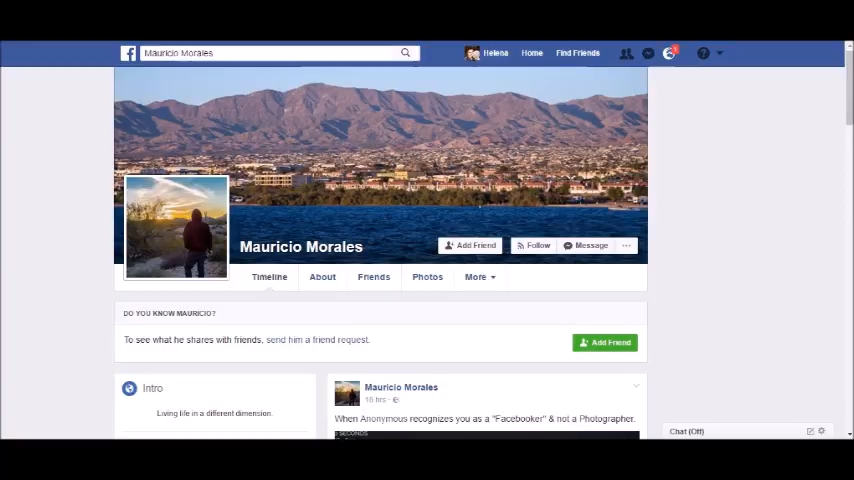 Mauricio Morales
Helena Home Find Friends
Mauricio Morales
Add Friend Follow Message ...
Timeline About Friends Photos More
DO YOU KNOW MAURICIO?
To see what he shares with friends, send him a friend request.
Add Friend
Intro
Living life in a different dimension.
Mauricio Morales
16 hrs ·
When Anonymous recognizes you as a "Facebooker" & not a Photographer.
SECONDS
Chat (Off)